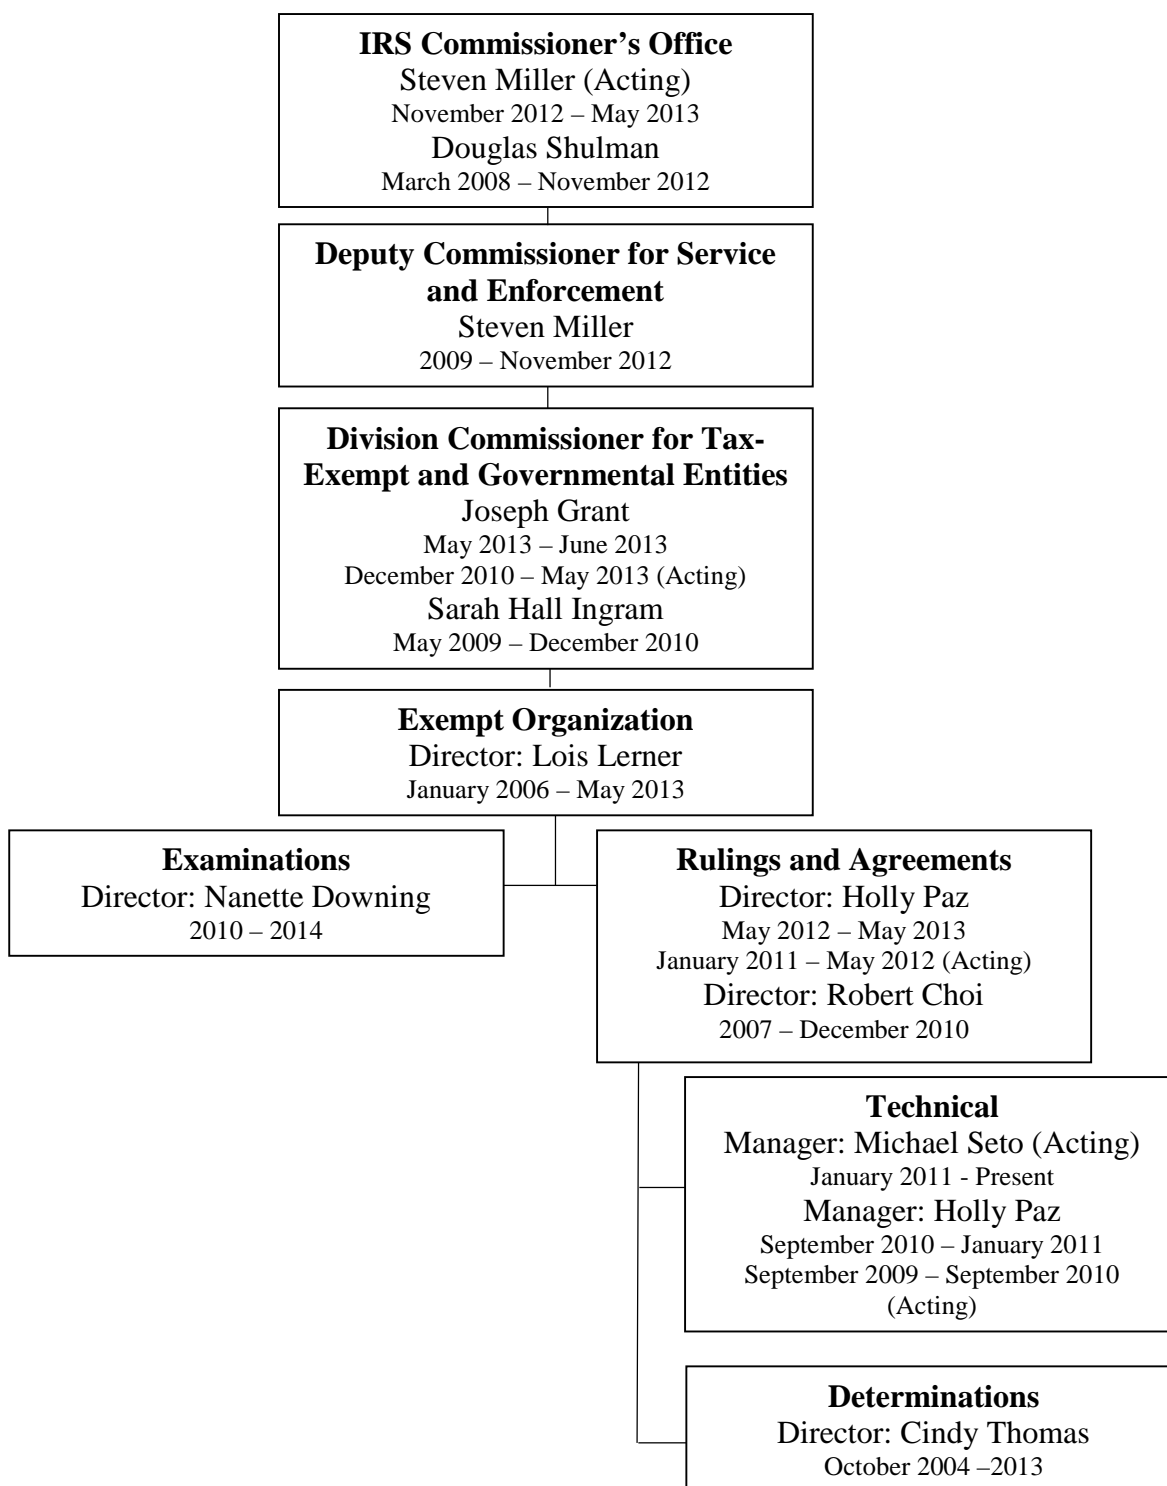 IRS Commissioner’s Office
Steven Miller (Acting)
November 2012 – May 2013
Douglas Shulman
March 2008 – November 2012
Deputy Commissioner for Service
and Enforcement
Steven Miller
2009 – November 2012
Division Commissioner for Tax-
Exempt and Governmental Entities
Joseph Grant
May 2013 – June 2013
December 2010 – May 2013 (Acting)
Sarah Hall Ingram
May 2009 – December 2010
Exempt Organization
Director: Lois Lerner
January 2006 – May 2013
Examinations
Director: Nanette Downing
2010 – 2014
Rulings and Agreements
Director: Holly Paz
May 2012 – May 2013
January 2011 – May 2012 (Acting)
Director: Robert Choi
2007 – December 2010
Technical
Manager: Michael Seto (Acting)
January 2011 - Present
Manager: Holly Paz
September 2010 – January 2011
September 2009 – September 2010
(Acting)
Determinations
Director: Cindy Thomas
October 2004 –2013